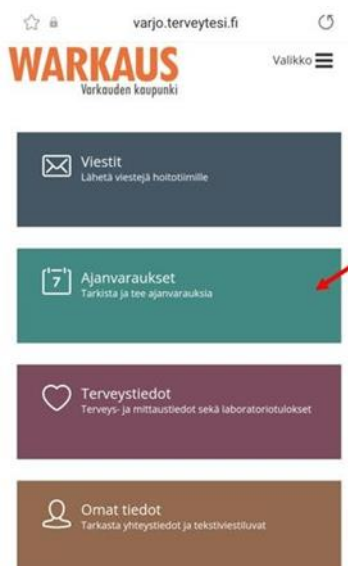 varjo.terveytesi.fi
WARKAUS
Varkauden kaupunki
Valikko
Viestit
Lähetä viestejä hoitotiimille
7
Ajanvaraukset
Tarkista ja tee ajanvarauksia
Terveystiedot
Terveys- ja mittaustiedot sekä laboratoriotulokset
Omat tiedot
Tarkasta yhteystiedot ja tekstiviestiluvat